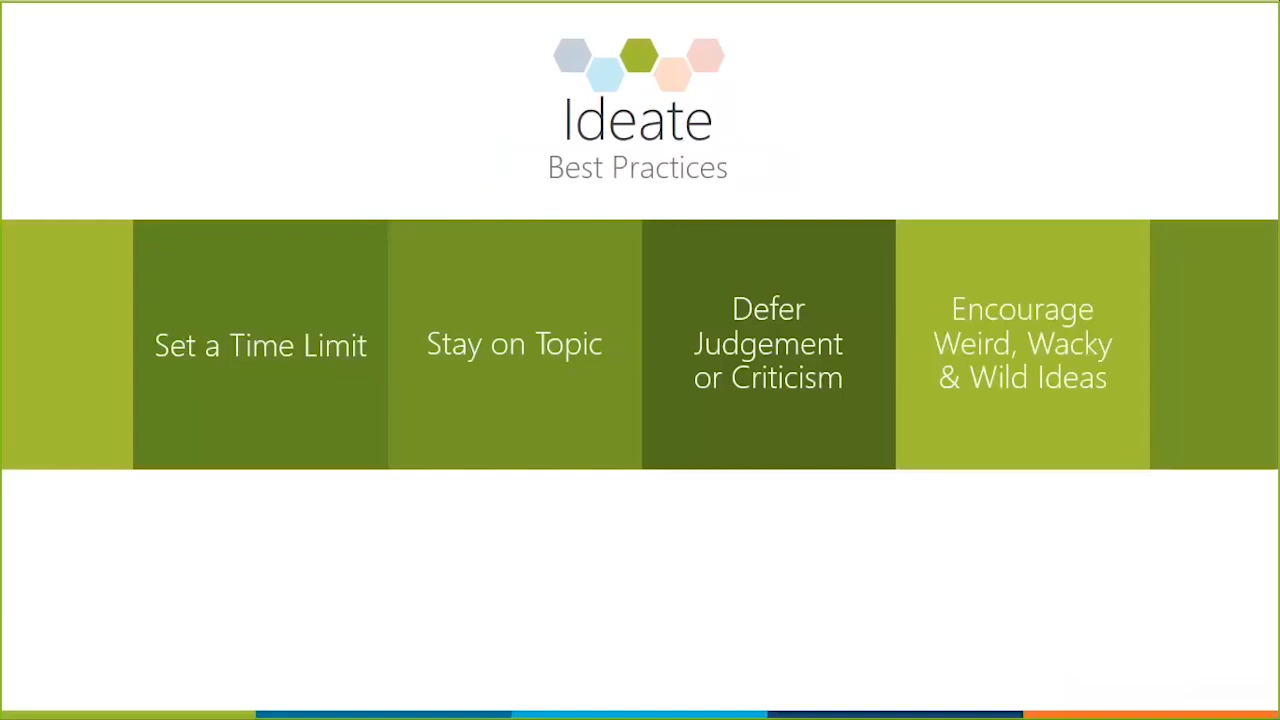 Ideate
Best Practices
Set a Time Limit
Stay on Topic
Defer
Judgement
or Criticism
Encourage
Weird, Wacky
& Wild Ideas